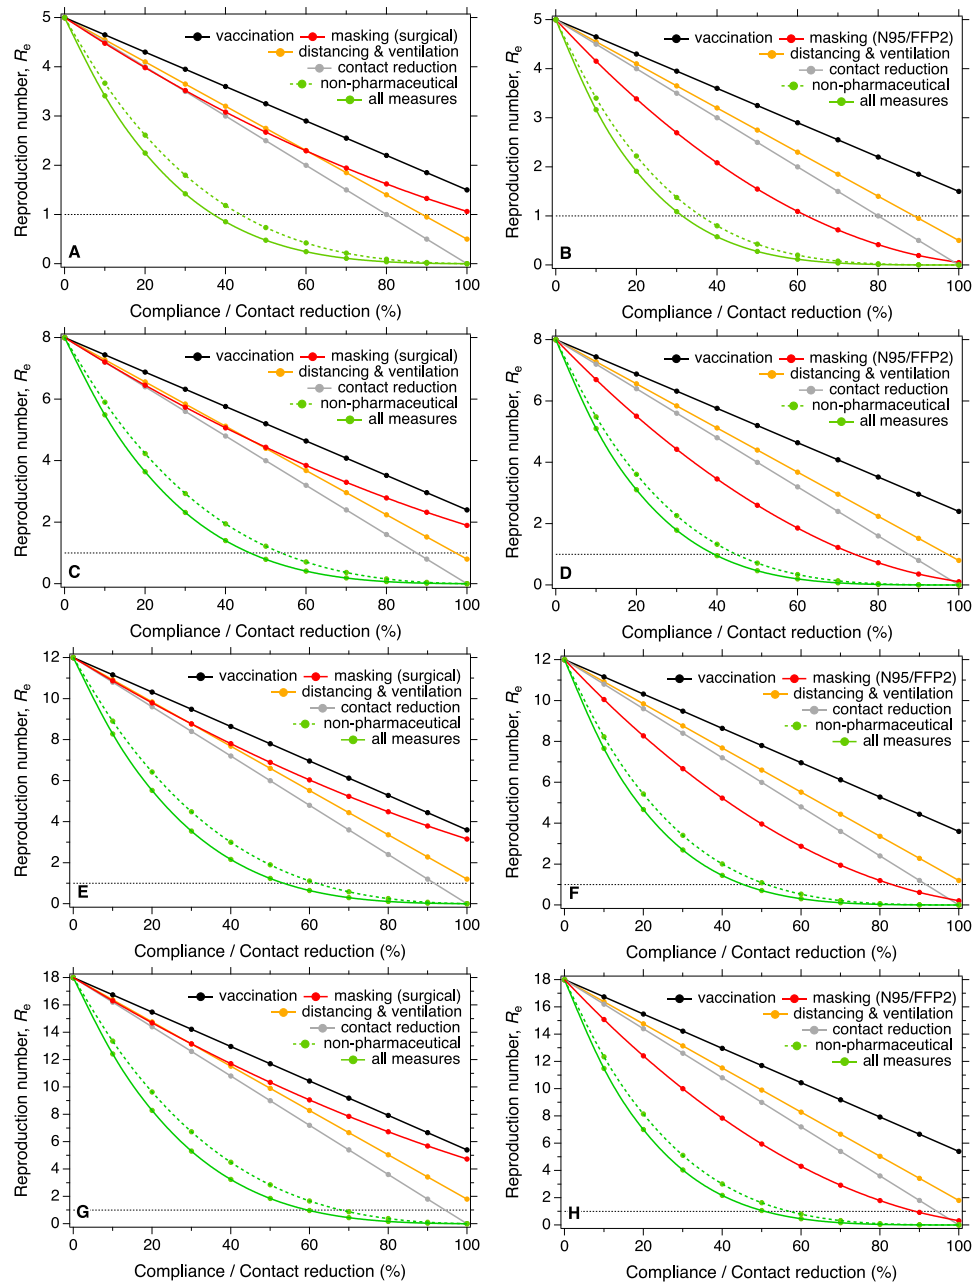 5
4
3
2
1
0
Reproduction number, Re
vaccination masking (surgical)
distancing & ventilation
contact reduction
non-pharmaceutical
all measures
A
0 20 40 60 80 100
Compliance / Contact reduction (%)
5
4
3
2
1
0
Reproduction number, Re
vaccination masking (N95/FFP2)
distancing & ventilation
contact reduction
non-pharmaceutical
all measures
B
0 20 40 60 80 100
Compliance / Contact reduction (%)
8
6
4
2
0
Reproduction number, Re
vaccination masking (surgical)
distancing & ventilation
contact reduction
non-pharmaceutical
all measures
C
0 20 40 60 80 100
Compliance / Contact reduction (%)
8
6
4
2
0
Reproduction number, Re
vaccination masking (N95/FFP2)
distancing & ventilation
contact reduction
non-pharmaceutical
all measures
D
0 20 40 60 80 100
Compliance / Contact reduction (%)
12
10
8
6
4
2
0
Reproduction number, Re
vaccination masking (surgical)
distancing & ventilation
contact reduction
non-pharmaceutical
all measures
E
0 20 40 60 80 100
Compliance / Contact reduction (%)
12
10
8
6
4
2
0
Reproduction number, Re
vaccination masking (N95/FFP2)
distancing & ventilation
contact reduction
non-pharmaceutical
all measures
F
0 20 40 60 80 100
Compliance / Contact reduction (%)
18
16
14
12
10
8
6
4
2
0
Reproduction number, Re
vaccination masking (surgical)
distancing & ventilation
contact reduction
non-pharmaceutical
all measures
G
0 20 40 60 80 100
Compliance / Contact reduction (%)
18
16
14
12
10
8
6
4
2
0
Reproduction number, Re
vaccination masking (N95/FFP2)
distancing & ventilation
contact reduction
non-pharmaceutical
all measures
H
0 20 40 60 80 100
Compliance / Contact reduction (%)